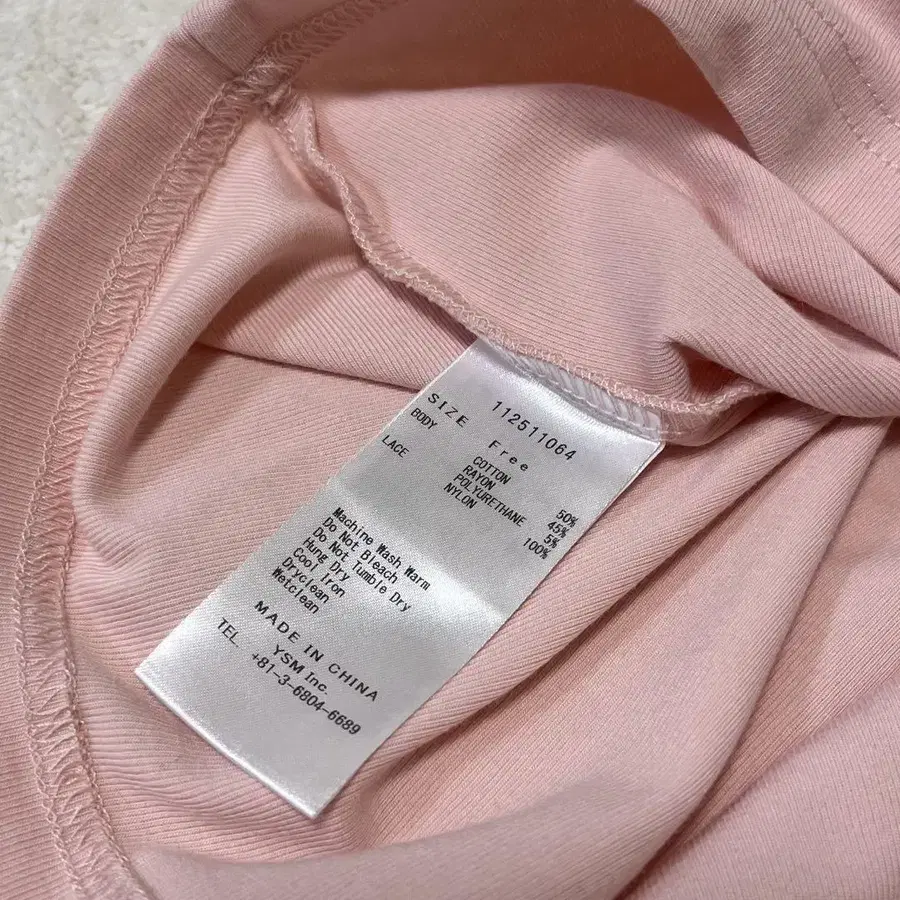 112511064
SIZE Free
BODY COTTON 50%
RAYON 45%
POLYURETHANE 5%
LACE NYLON 100%
Machine Wash Warm
Do Not Bleach
Do Not Tumble Dry
Hung Dry
Cool Iron
Dryclean
Wetclean
MADE IN CHINA
YSM Inc.
TEL. +81-3-6804-6689